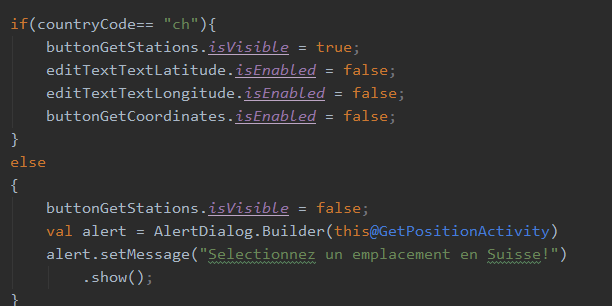 if(countryCode== "ch"){
buttonGetStations.isVisible = true;
editTextTextLatitude.isEnabled = false;
editTextTextLongitude.isEnabled = false;
buttonGetCoordinates.isEnabled = false;
}
else
{
buttonGetStations.isVisible = false;
val alert = AlertDialog.Builder(this@GetPositionActivity)
alert.setMessage("Selectionnez un emplacement en Suisse!")
.show();
}